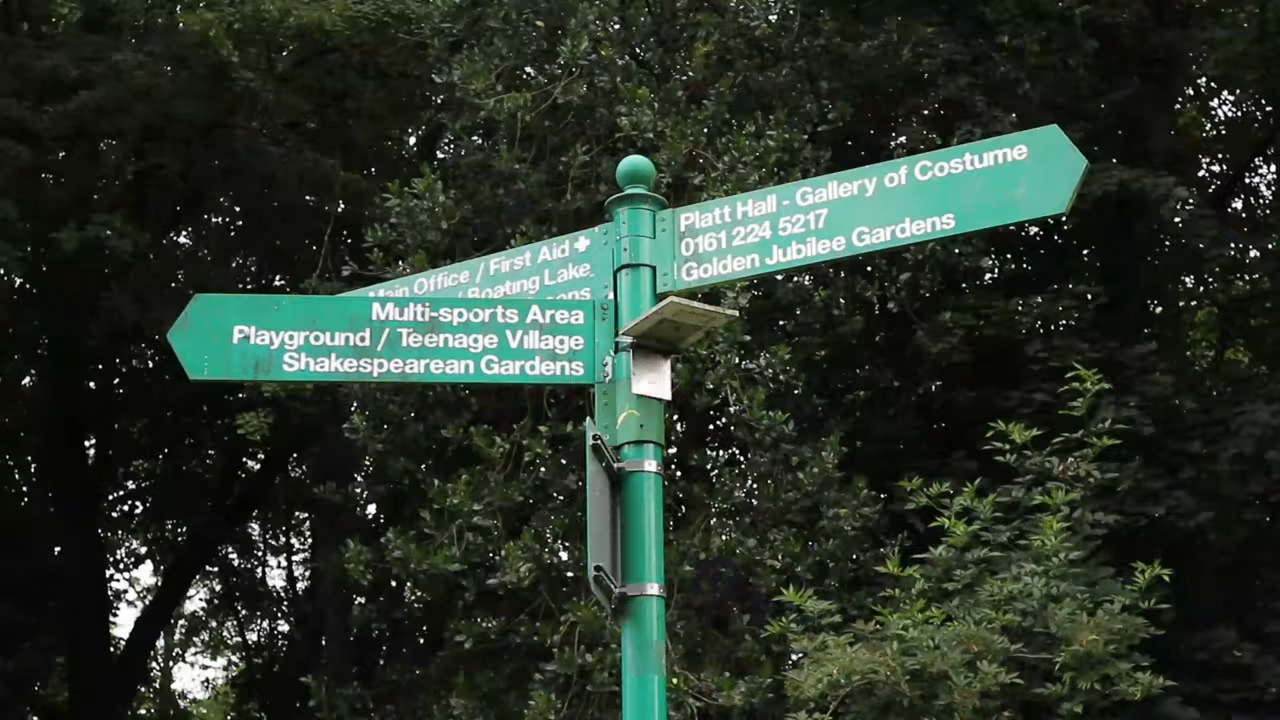 Platt Hall - Gallery of Costume
0161 224 5217
Golden Jubilee Gardens
Main Office / First Aid
/ Boating Lake
Multi-sports Area
Playground / Teenage Village
Shakespearean Gardens